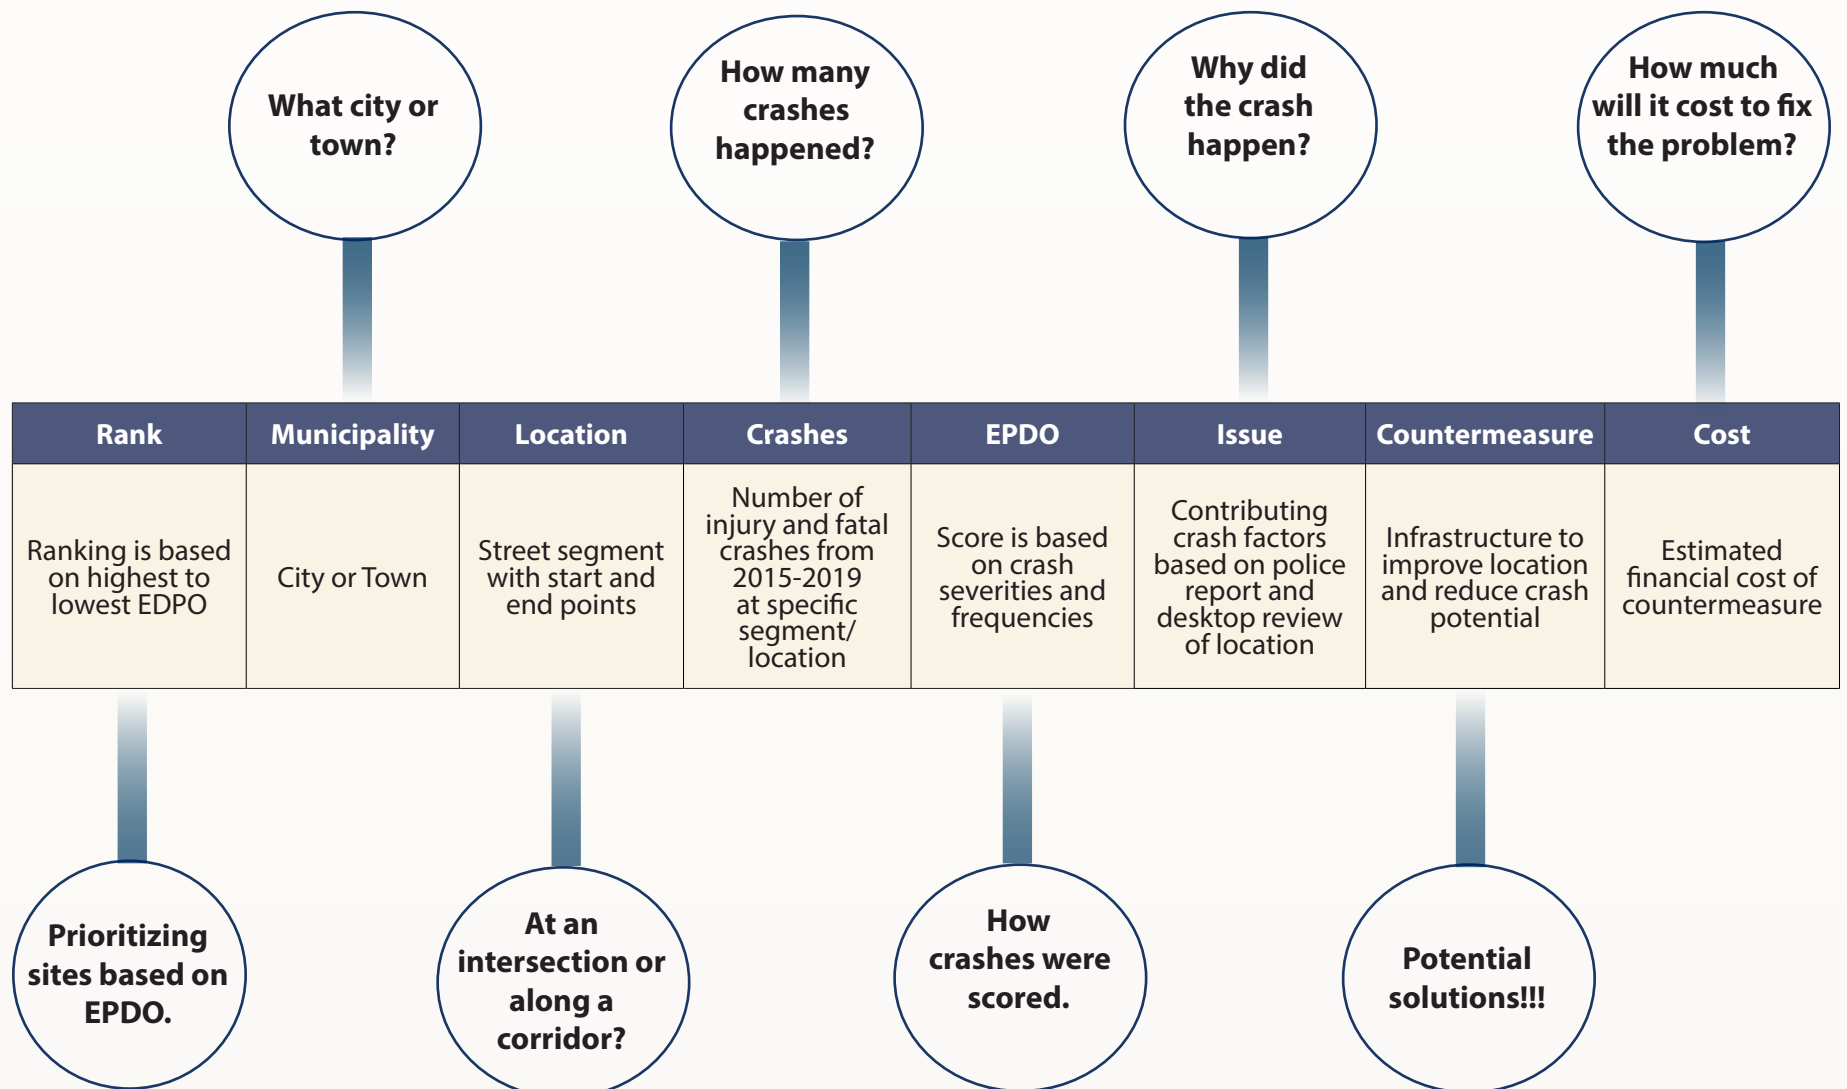 What city or
town?
How many
crashes
happened?
Why did
the crash
happen?
How much
will it cost to fix
the problem?
Rank
Municipality
Location
Crashes
EPDO
Issue
Countermeasure
Cost
Ranking is based
on highest to
lowest EDPO
City or Town
Street segment
with start and
end points
Number of
injury and fatal
crashes from
2015-2019
at specific
segment/
location
Score is based
on crash
severities and
frequencies
Contributing
crash factors
based on police
report and
desktop review
of location
Infrastructure to
improve location
and reduce crash
potential
Estimated
financial cost of
countermeasure
Prioritizing
sites based on
EPDO.
At an
intersection or
along a
corridor?
How
crashes were
scored.
Potential
solutions!!!